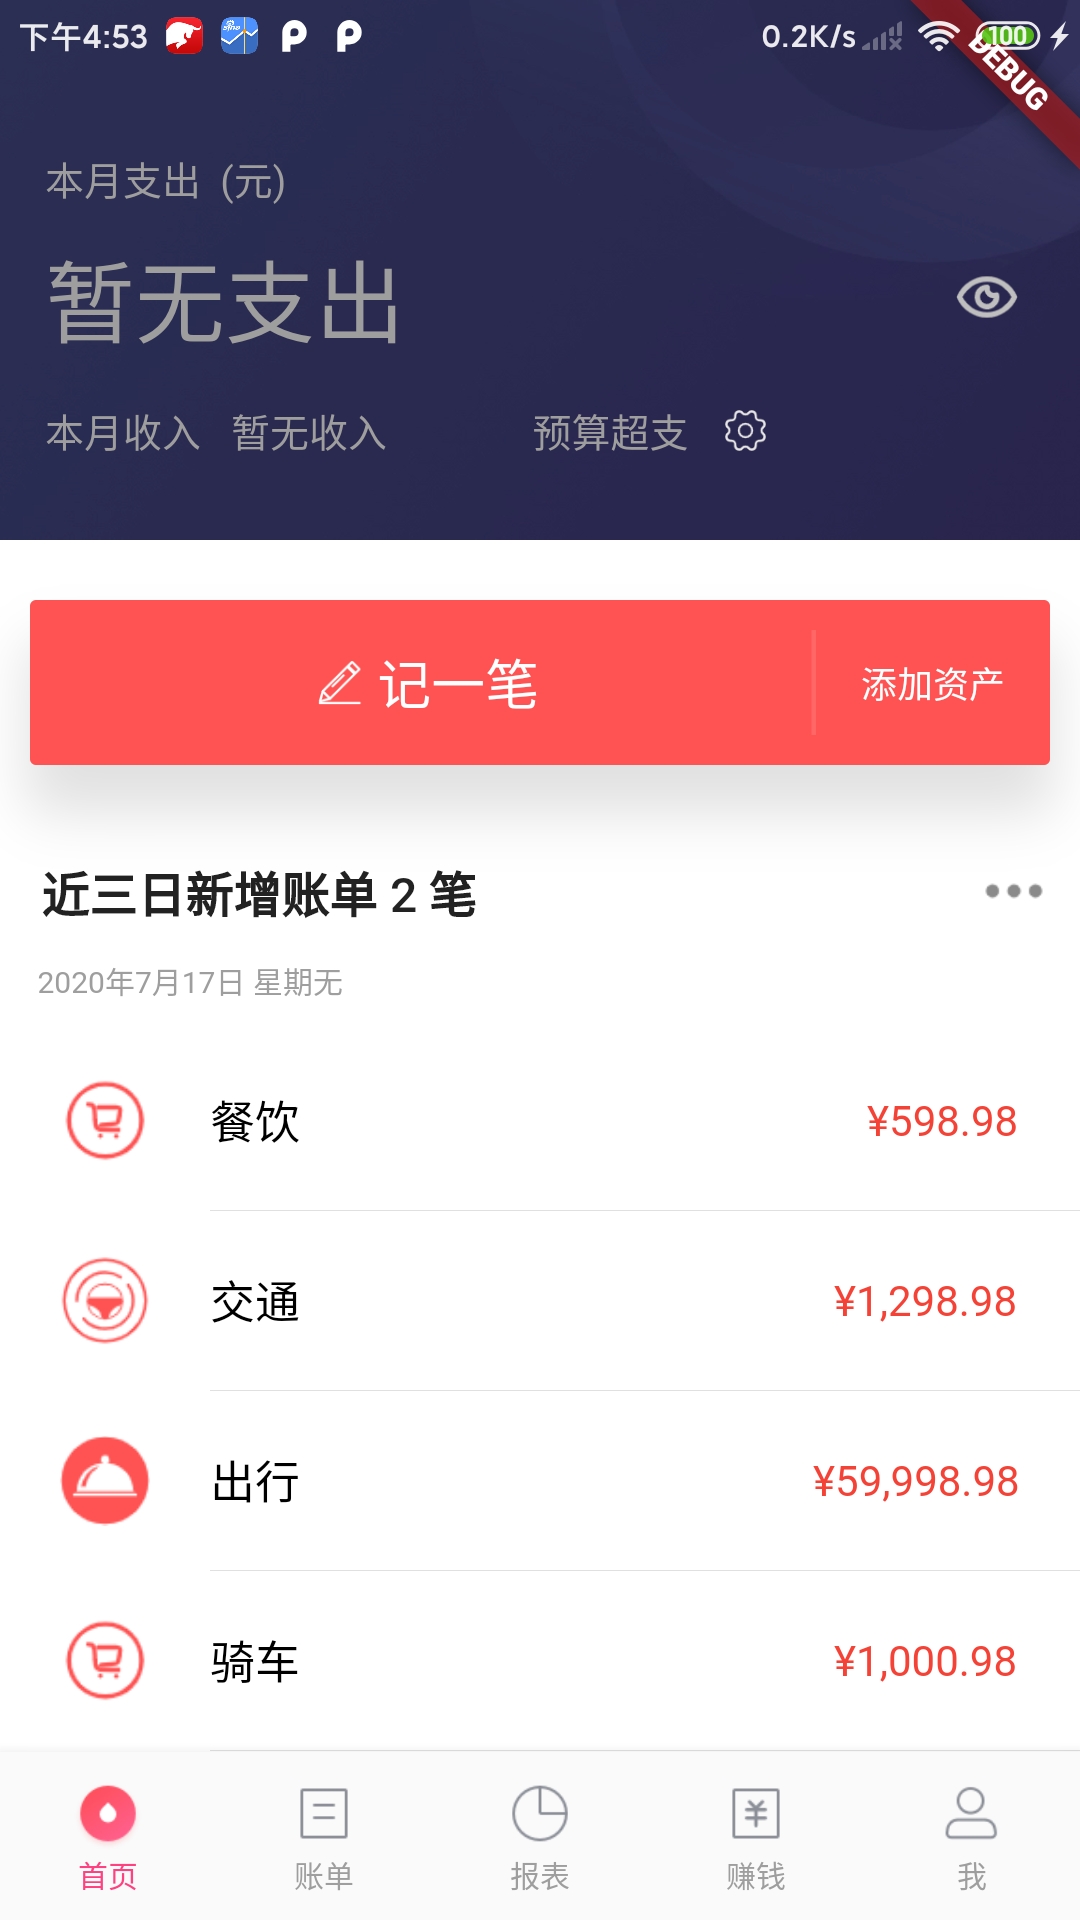 下午4:53 0.2K/s 100
DEBUG
本月支出 (元)
暂无支出
本月收入 暂无收入 预算超支
记一笔 添加资产
近三日新增账单 2 笔
2020年7月17日 星期无
餐饮 ¥598.98
交通 ¥1,298.98
出行 ¥59,998.98
骑车 ¥1,000.98
首页 账单 报表 赚钱 我